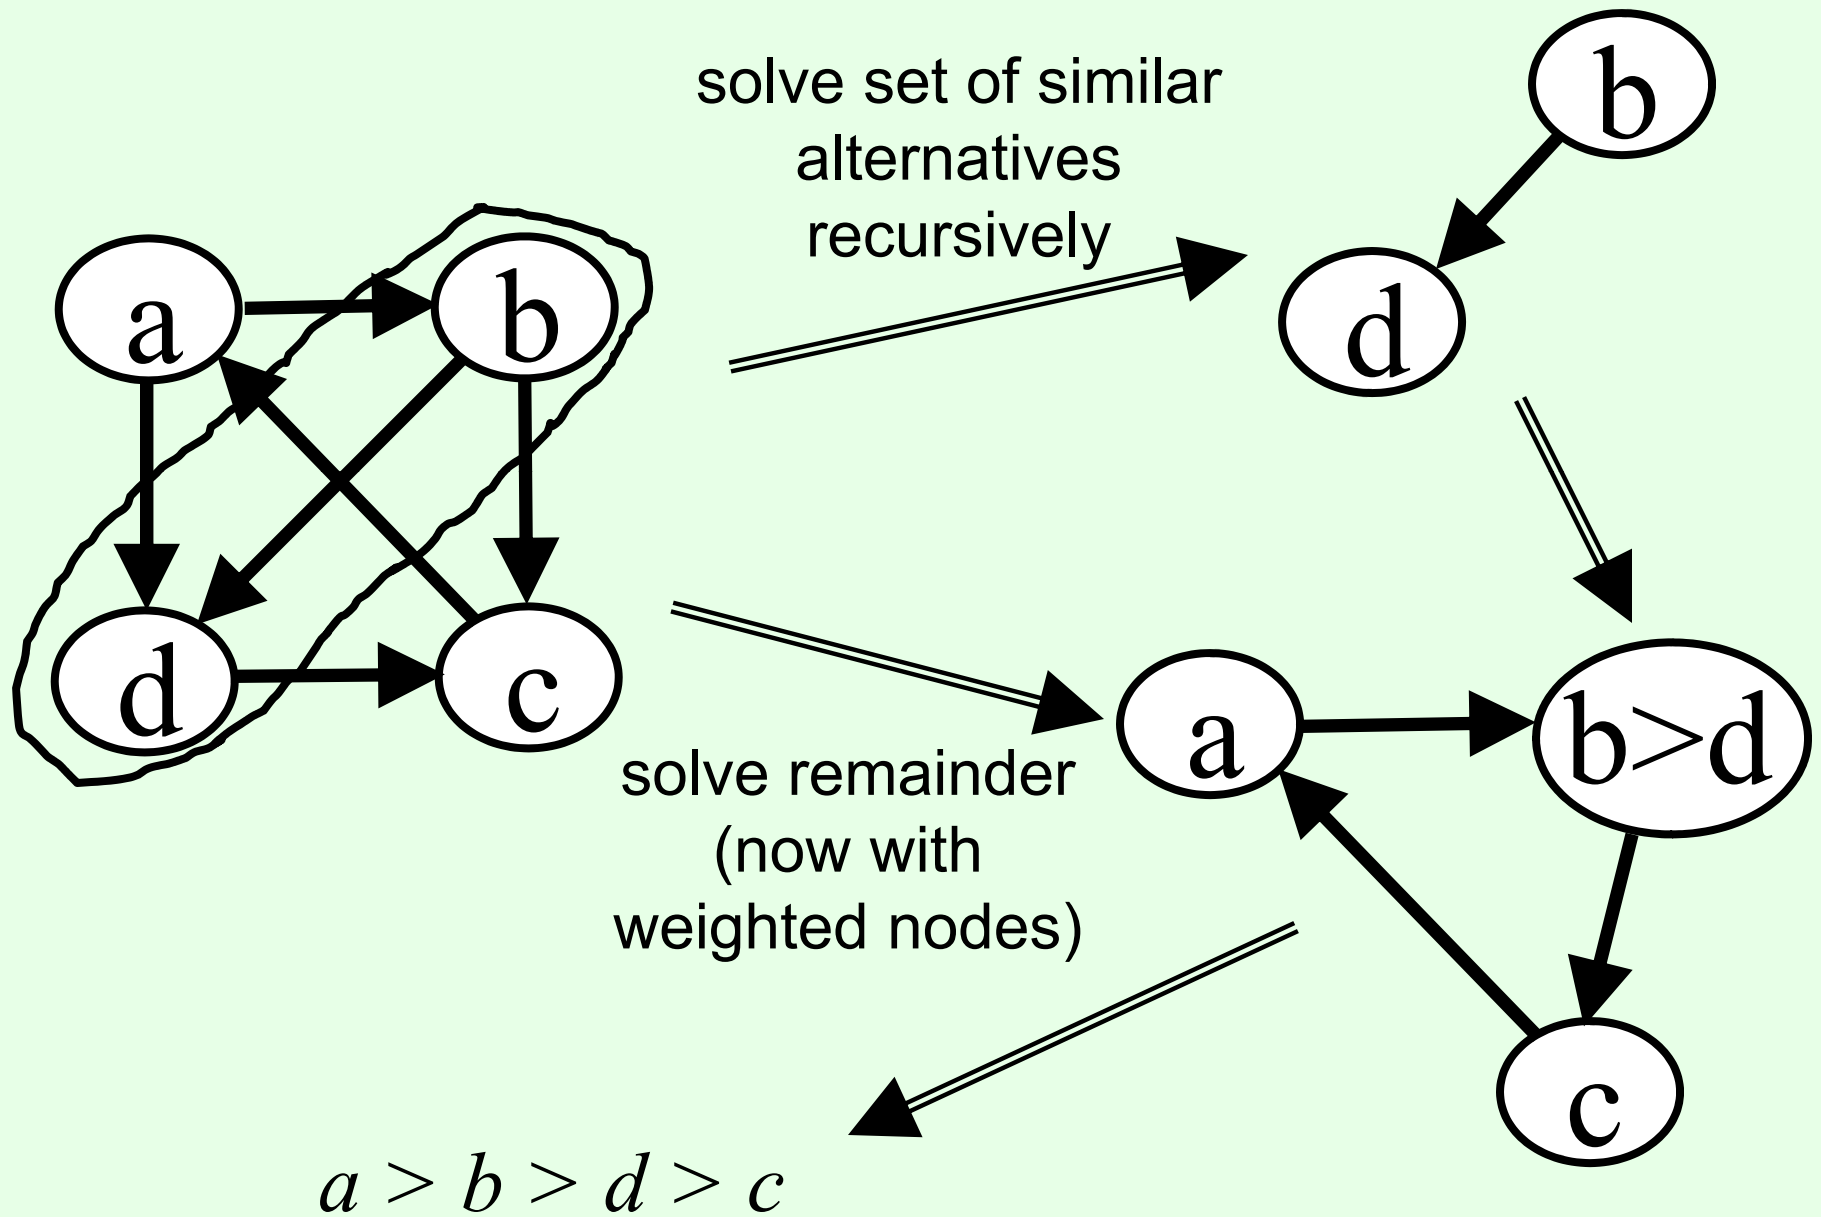 solve set of similar
alternatives
recursively
b
d
a
b
d
c
solve remainder
(now with
weighted nodes)
a
b>d
c
a > b > d > c